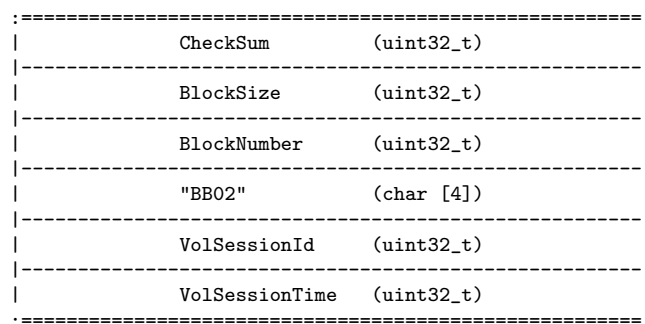 :=======================================================
|              CheckSum       (uint32_t)
|-------------------------------------------------------
|              BlockSize      (uint32_t)
|-------------------------------------------------------
|              BlockNumber    (uint32_t)
|-------------------------------------------------------
|              "BB02"         (char [4])
|-------------------------------------------------------
|              VolSessionId   (uint32_t)
|-------------------------------------------------------
|              VolSessionTime (uint32_t)
:=======================================================